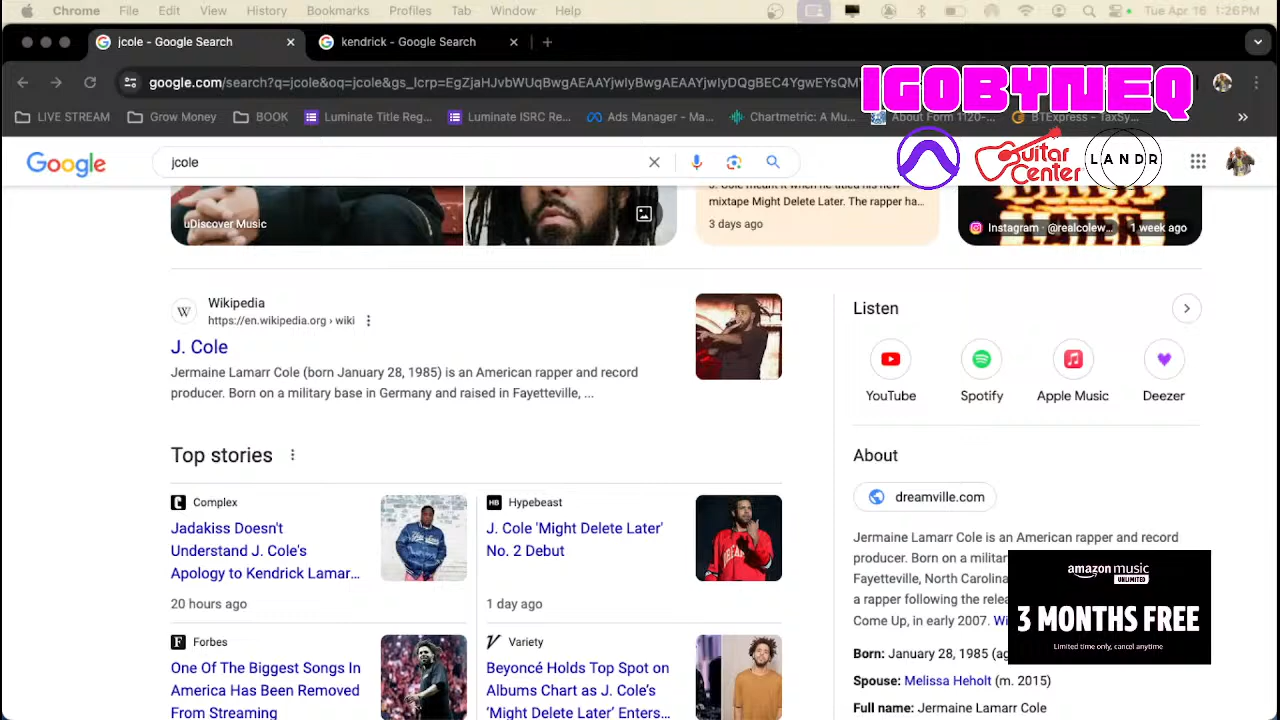 Chrome File Edit View History Bookmarks Profiles Tab Window Help Tue Apr 16 1:26 PM
jcole - Google Search kendrick - Google Search
google.com/search?q=jcole&oq=jcole&gs_lcrp=
IGOBYNEQ
LIVE STREAM Grow Money BOOK Luminate Title Reg... Luminate ISRC Re... Ads Manager - Ma... Chartmetric: A Mu... About Form 1120-... BTExpress - TaxSy...
Google jcole Guitar Center LANDR
uDiscover Music
J. Cole meant it when he titled his new
mixtape Might Delete Later. The rapper ha...
3 days ago
Instagram · @realcolew... 1 week ago
W Wikipedia
https://en.wikipedia.org › wiki
J. Cole
Jermaine Lamarr Cole (born January 28, 1985) is an American rapper and record
producer. Born on a military base in Germany and raised in Fayetteville, ...
Top stories
Complex
Jadakiss Doesn't
Understand J. Cole's
Apology to Kendrick Lamar...
20 hours ago
HB Hypebeast
J. Cole 'Might Delete Later'
No. 2 Debut
1 day ago
F Forbes
One Of The Biggest Songs In
America Has Been Removed
From Streaming
V Variety
Beyoncé Holds Top Spot on
Albums Chart as J. Cole's
'Might Delete Later' Enters...
Listen
YouTube Spotify Apple Music Deezer
About
dreamville.com
Jermaine Lamarr Cole is an American rapper and record
producer. Born on a
Fayetteville, North Carolina
a rapper following the
Come Up, in early 2007.
Born: January 28, 1985
Spouse: Melissa Heholt (m. 2015)
Full name: Jermaine Lamarr Cole
amazon music
UNLIMITED
3 MONTHS FREE
Limited time only, cancel anytime